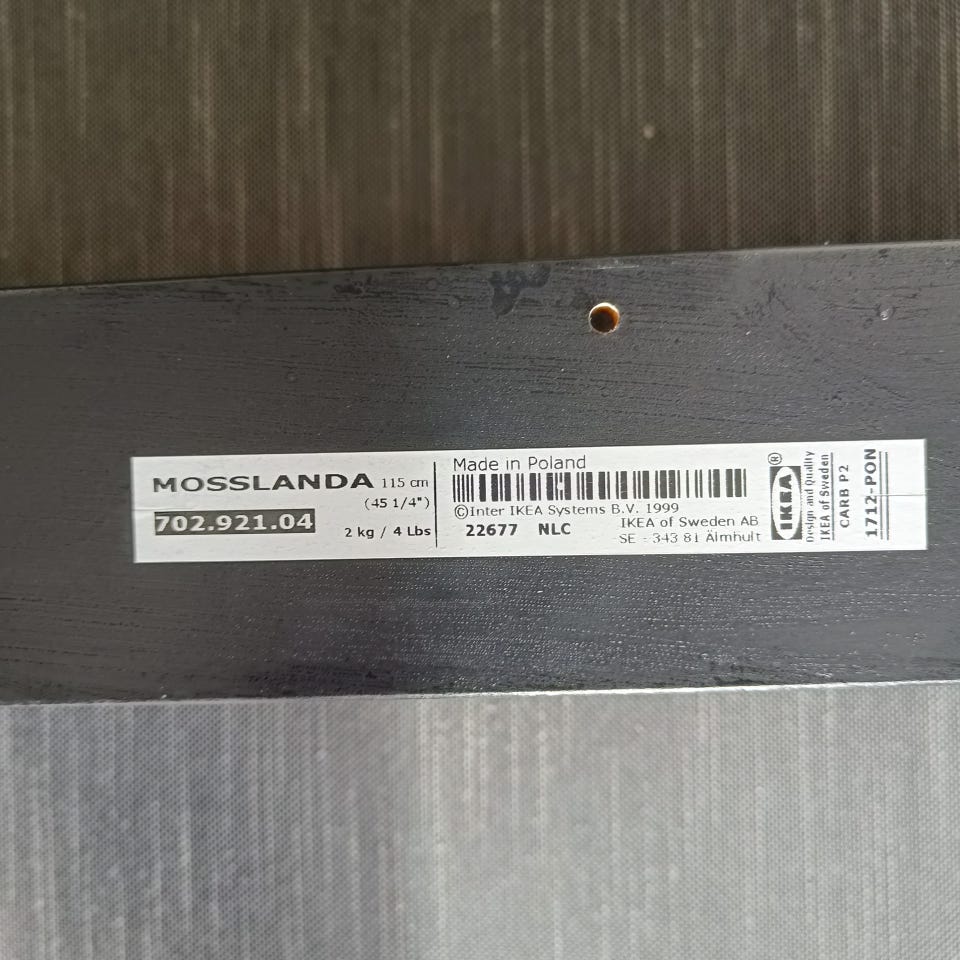 MOSSLANDA 115 cm
(45 1/4")
702.921.04
2 kg / 4 Lbs
Made in Poland
©Inter IKEA Systems B.V. 1999
22677 NLC
IKEA of Sweden AB
SE - 343 81 Älmhult
IKEA®
Design and Quality
IKEA of Sweden
CARB P2
1712-PON